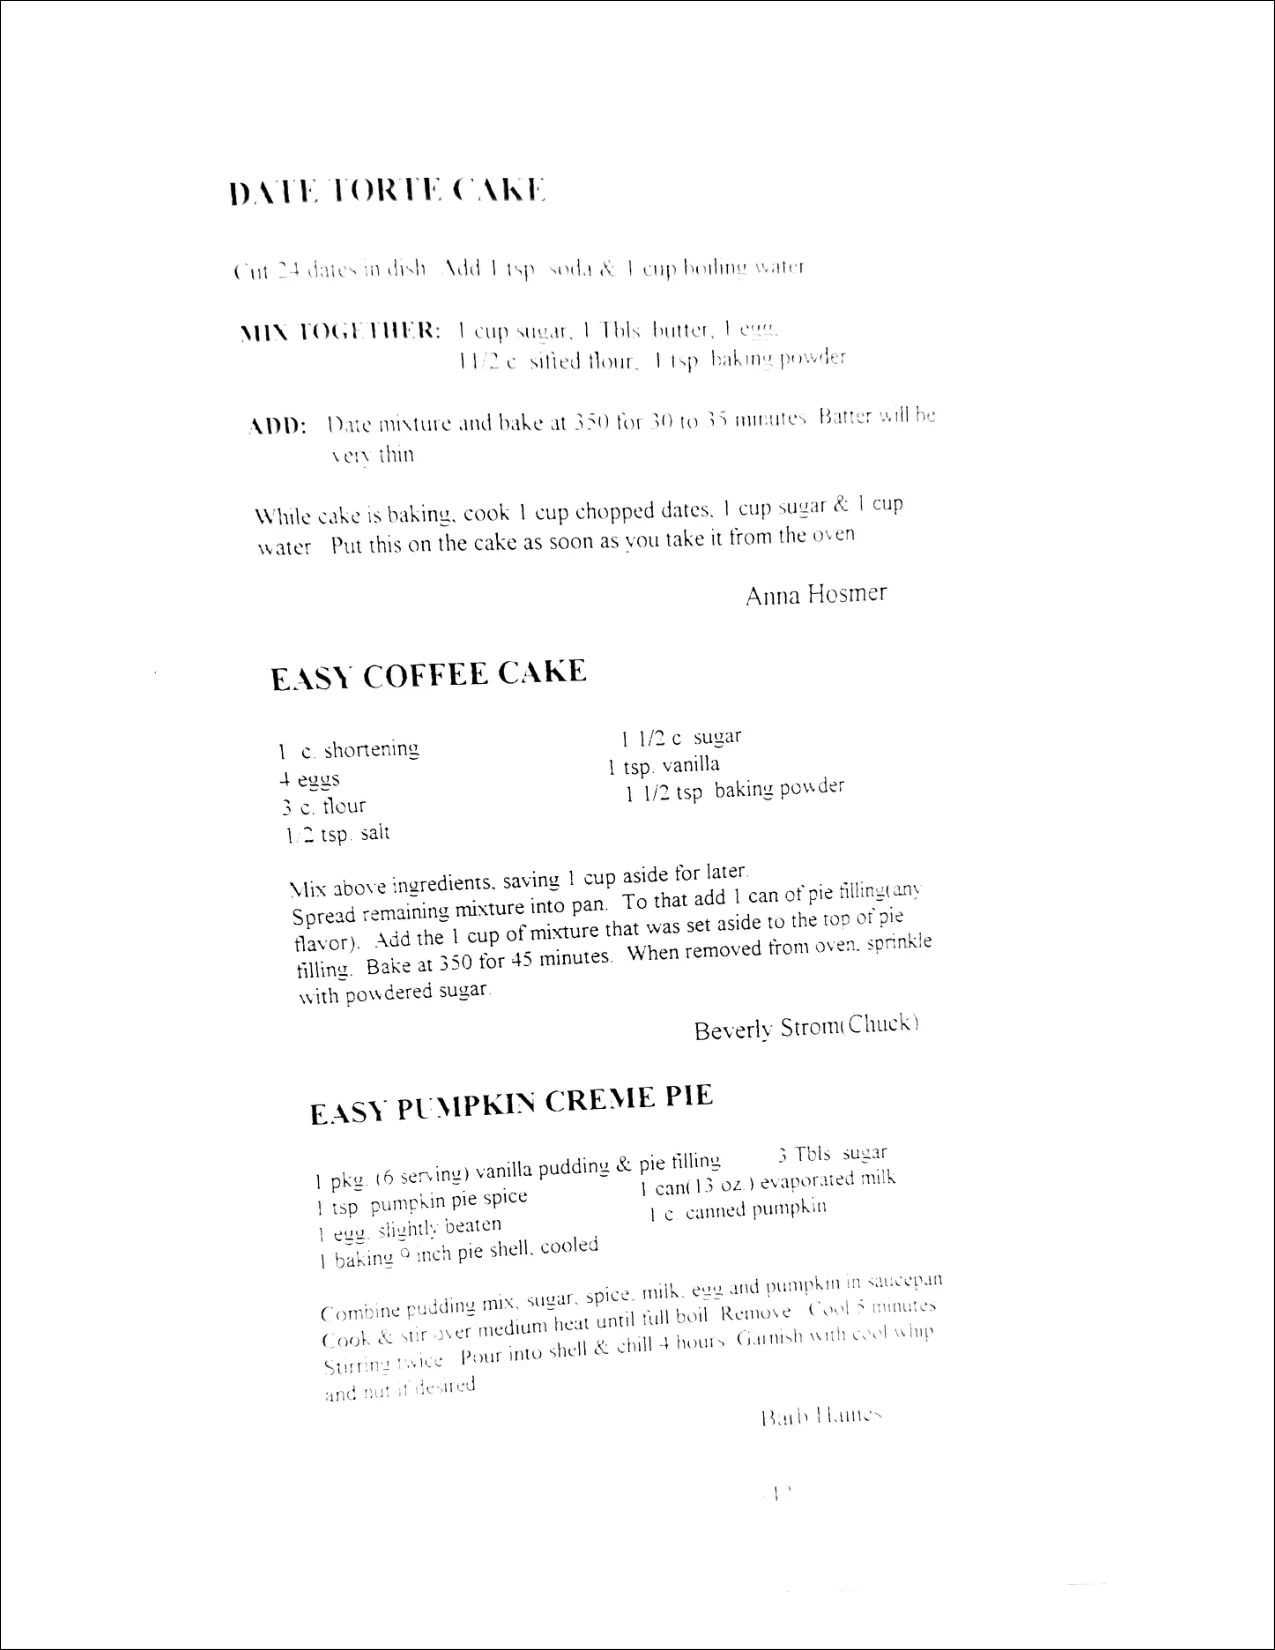 DATE TORTE CAKE
Cut 24 dates in dish Add 1 tsp soda & 1 cup boiling water
MIX TOGETHER: 1 cup sugar, 1 Tbls butter, 1 egg,
1 1/2 c sifted flour, 1 tsp baking powder
ADD: Date mixture and bake at 350 for 30 to 35 minutes Batter will be
very thin
While cake is baking, cook 1 cup chopped dates, 1 cup sugar & 1 cup
water Put this on the cake as soon as you take it from the oven
Anna Hosmer
EASY COFFEE CAKE
1 c. shortening 1 1/2 c sugar
4 eggs 1 tsp. vanilla
3 c. flour 1 1/2 tsp baking powder
1/2 tsp. salt
Mix above ingredients, saving 1 cup aside for later.
Spread remaining mixture into pan. To that add 1 can of pie filling(any
flavor). Add the 1 cup of mixture that was set aside to the top of pie
filling. Bake at 350 for 45 minutes. When removed from oven, sprinkle
with powdered sugar.
Beverly Strom(Chuck)
EASY PUMPKIN CREME PIE
1 pkg. (6 serving) vanilla pudding & pie filling 3 Tbls sugar
1 tsp pumpkin pie spice 1 can(13 oz.) evaporated milk
1 egg, slightly beaten 1 c. canned pumpkin
1 baking 9 inch pie shell, cooled
Combine pudding mix, sugar, spice, milk, egg and pumpkin in saucepan
Cook & stir over medium heat until full boil Remove Cool 5 minutes
Stirring twice Pour into shell & chill 4 hours Garnish with cool whip
and nut if desired
Barb Haines